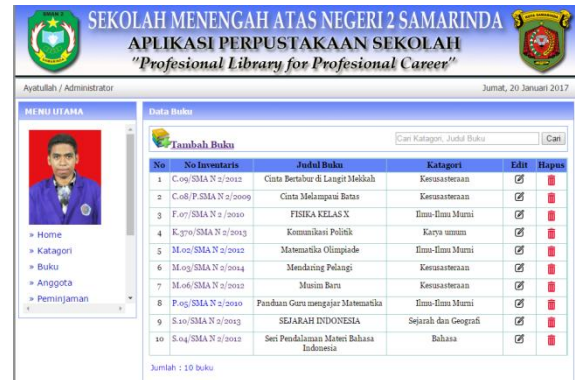 SMAN 2
SAMARINDA
KOTA SAMARINDA
SEKOLAH MENENGAH ATAS NEGERI 2 SAMARINDA
APLIKASI PERPUSTAKAAN SEKOLAH
"Profesional Library for Profesional Career"
Ayatullah / Administrator
Jumat, 20 Januari 2017
MENU UTAMA
» Home
» Katagori
» Buku
» Anggota
» Peminjaman
Data Buku
Tambah Buku
Cari Katagori, Judul Buku
Cari
No No Inventaris Judul Buku Katagori Edit Hapus
1 C.09/SMA N 2/2012 Cinta Bertabur di Langit Mekkah Kesusasteraan
2 C.08/P.SMA N 2/2009 Cinta Melampaui Batas Kesusasteraan
3 F.07/SMA N 2 /2010 FISIKA KELAS X Ilmu-Ilmu Murni
4 K.370/SMA N 2/2013 Komunikasi Politik Karya umum
5 M.02/SMA N 2/2012 Matematika Olimpiade Ilmu-Ilmu Murni
6 M.03/SMA N 2/2014 Mendaring Pelangi Kesusasteraan
7 M.06/SMA N 2/2012 Musim Baru Kesusasteraan
8 P.05/SMA N 2/2010 Panduan Guru mengajar Matematika Ilmu-Ilmu Murni
9 S.10/SMA N 2/2013 SEJARAH INDONESIA Sejarah dan Geografi
10 S.04/SMA N 2/2012 Seri Pendalaman Materi Bahasa Indonesia Bahasa
Jumlah : 10 buku